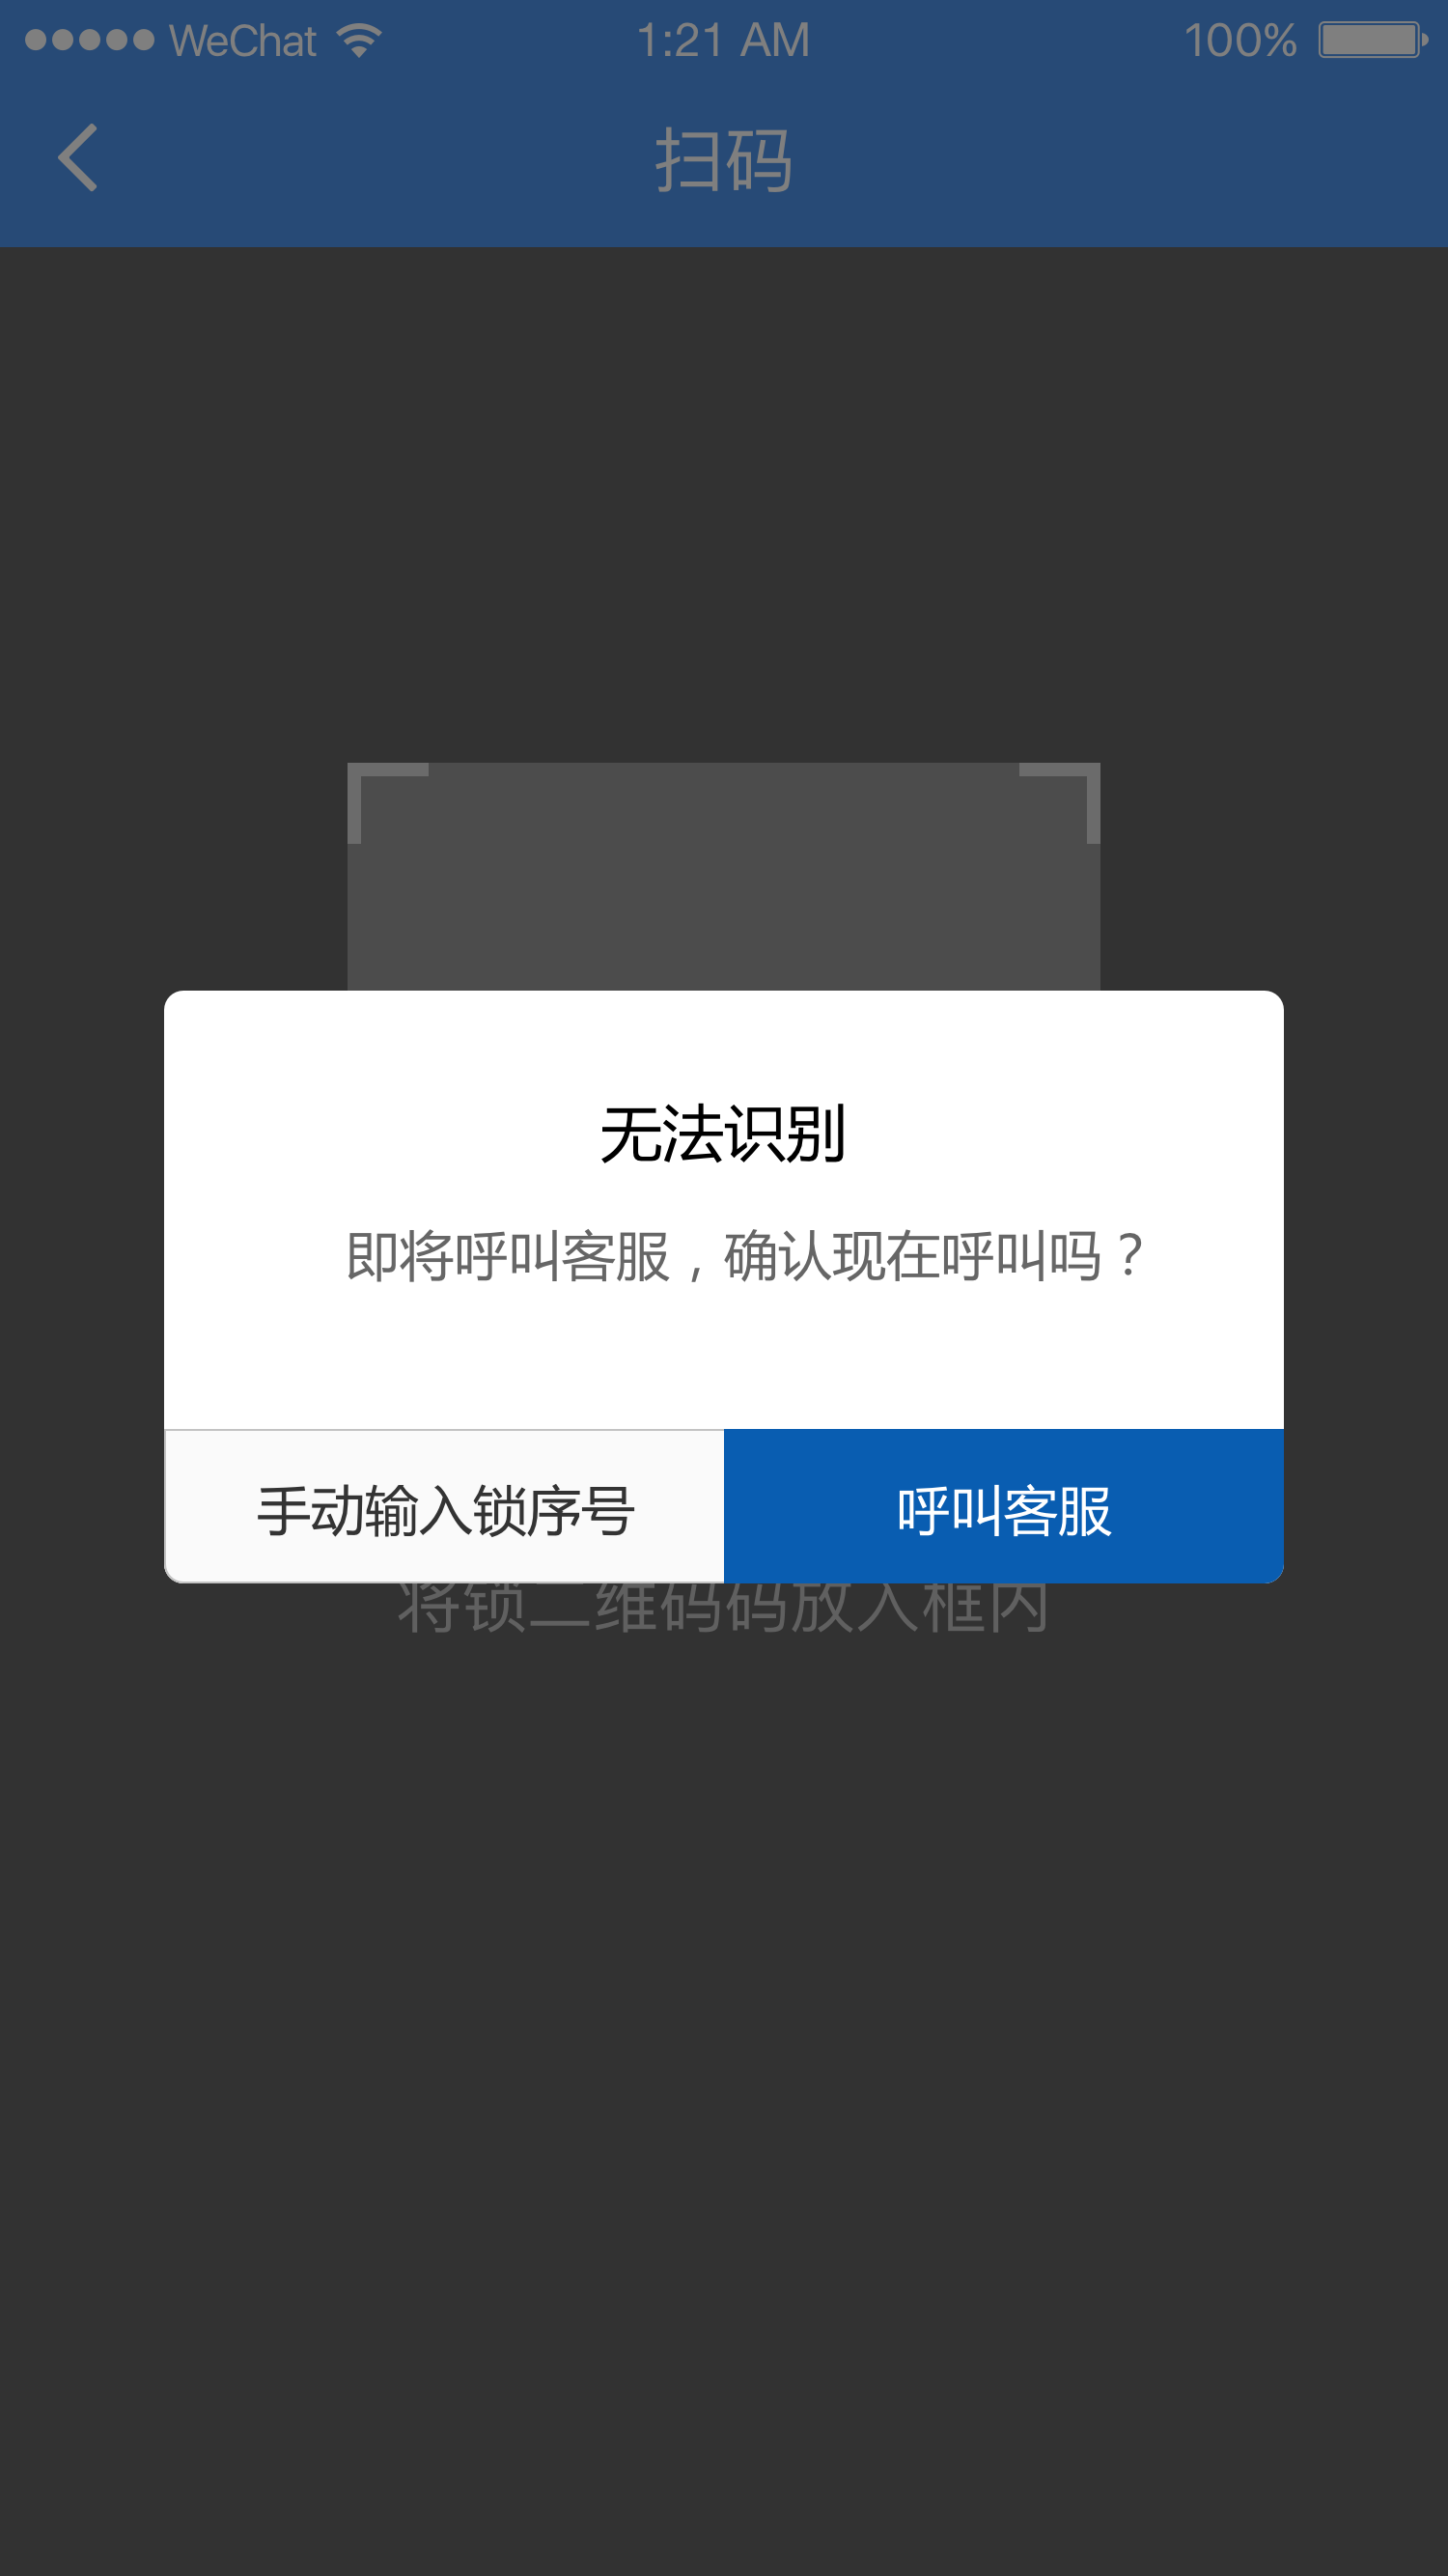 WeChat 1:21 AM 100%
扫码
无法识别
即将呼叫客服，确认现在呼叫吗？
手动输入锁序号 呼叫客服
将锁二维码码放入框内